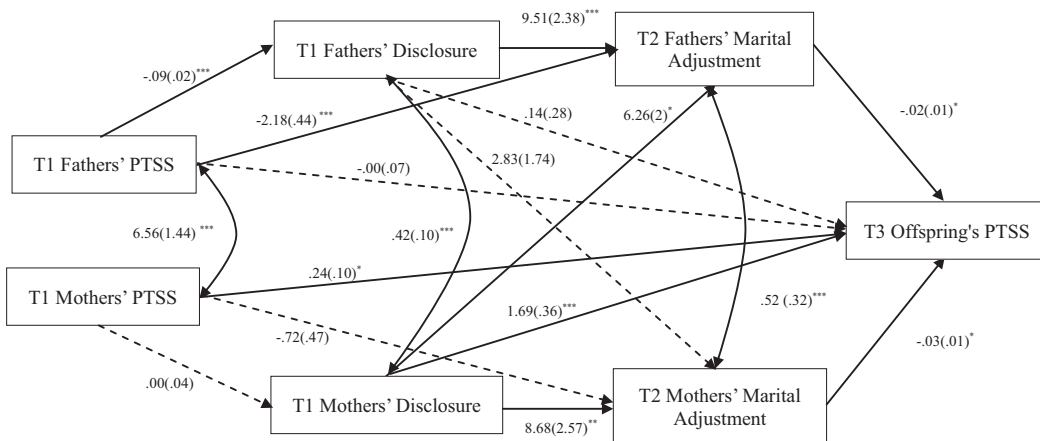 9.51(2.38)***
T1 Fathers’ Disclosure
T2 Fathers’ Marital
Adjustment
-.09(.02)***
-2.18(.44)***
.14(.28)
6.26(2)*
-.02(.01)*
T1 Fathers’ PTSS
2.83(1.74)
-.00(.07)
6.56(1.44)***
.42(.10)***
T3 Offspring's PTSS
.24(.10)*
T1 Mothers’ PTSS
1.69(.36)***
.52 (.32)***
-.72(.47)
-.03(.01)*
.00(.04)
T1 Mothers’ Disclosure
T2 Mothers’ Marital
Adjustment
8.68(2.57)**